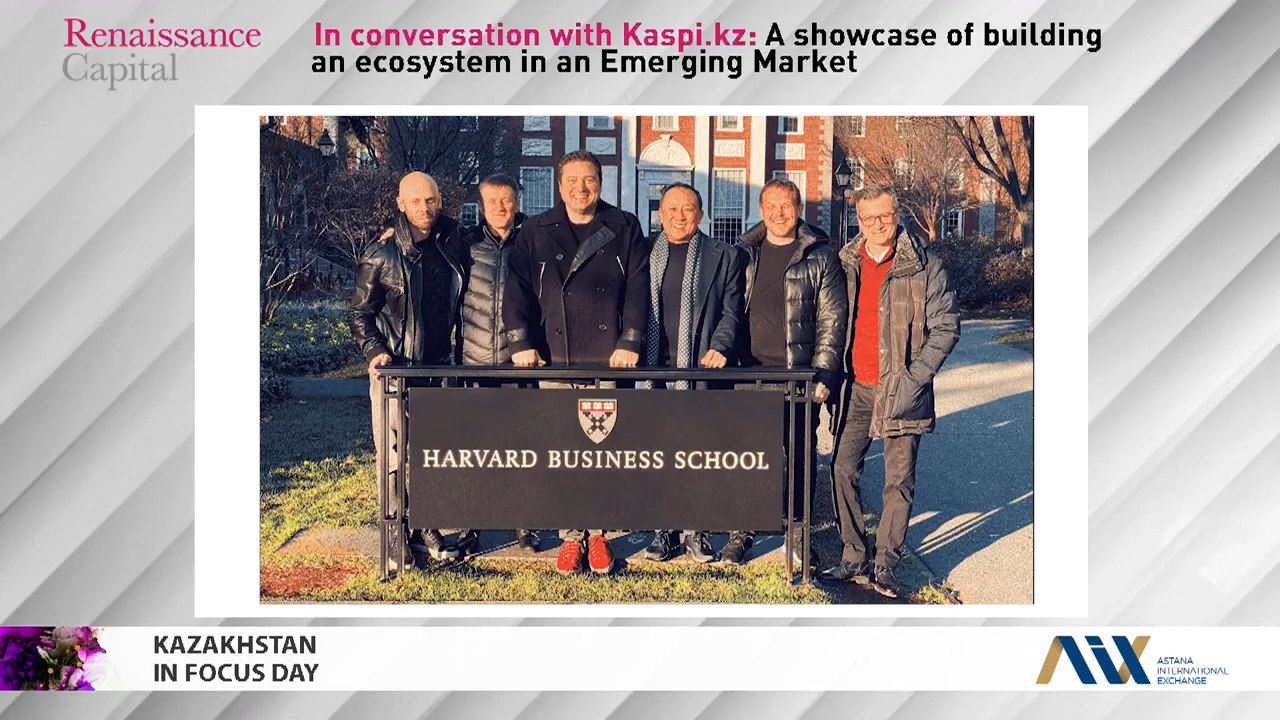 Renaissance
Capital
In conversation with Kaspi.kz: A showcase of building
an ecosystem in an Emerging Market
HARVARD BUSINESS SCHOOL
KAZAKHSTAN
IN FOCUS DAY
AIX
ASTANA
INTERNATIONAL
EXCHANGE